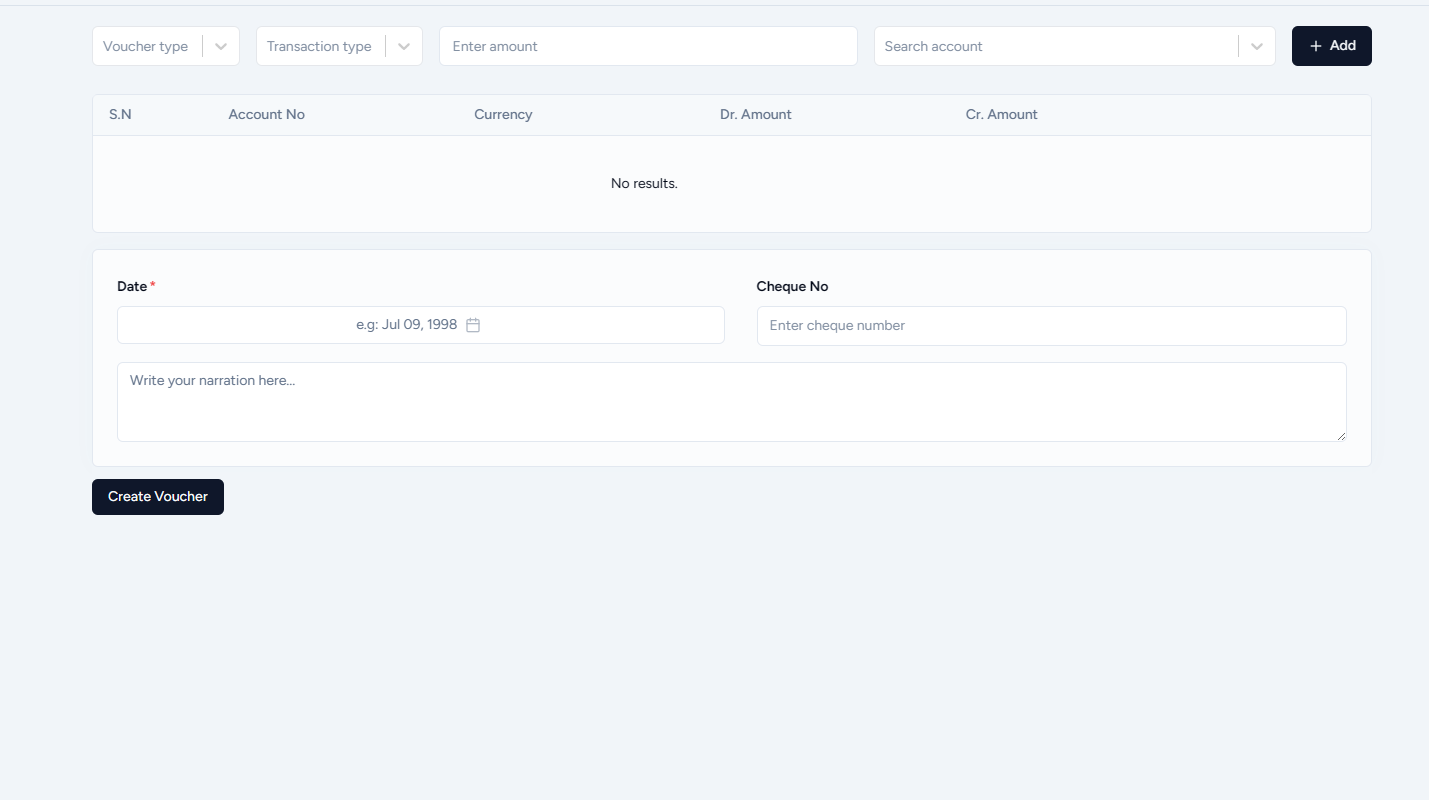 Voucher type Transaction type Enter amount Search account + Add
S.N Account No Currency Dr. Amount Cr. Amount
No results.
Date * Cheque No
e.g: Jul 09, 1998 Enter cheque number
Write your narration here...
Create Voucher